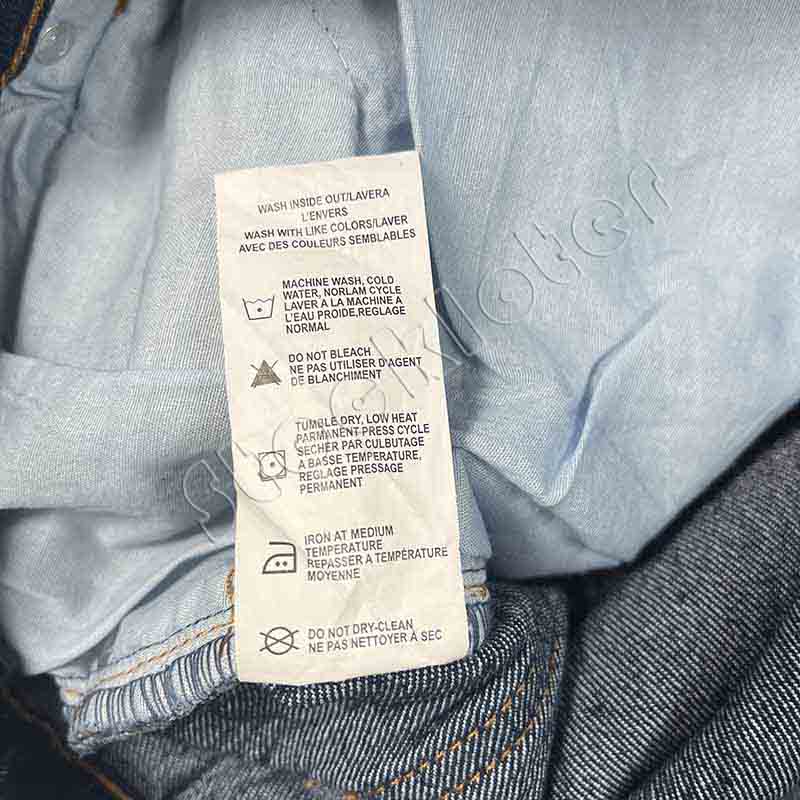 WASH INSIDE OUT/LAVERA
L'ENVERS
WASH WITH LIKE COLORS/LAVER
AVEC DES COULEURS SEMBLABLES
MACHINE WASH, COLD
WATER, NORLAM CYCLE
LAVER A LA MACHINE A
L'EAU PROIDE,REGLAGE
NORMAL
DO NOT BLEACH
NE PAS UTILISER D'AGENT
DE BLANCHIMENT
TUMBLE DRY, LOW HEAT
PARMANENT PRESS CYCLE
SECHER PAR CULBUTAGE
A BASSE TEMPERATURE,
REGLAGE PRESSAGE
PERMANENT
IRON AT MEDIUM
TEMPERATURE
REPASSER À TEMPÉRATURE
MOYENNE
DO NOT DRY-CLEAN
NE PAS NETTOYER À SEC
stockloter